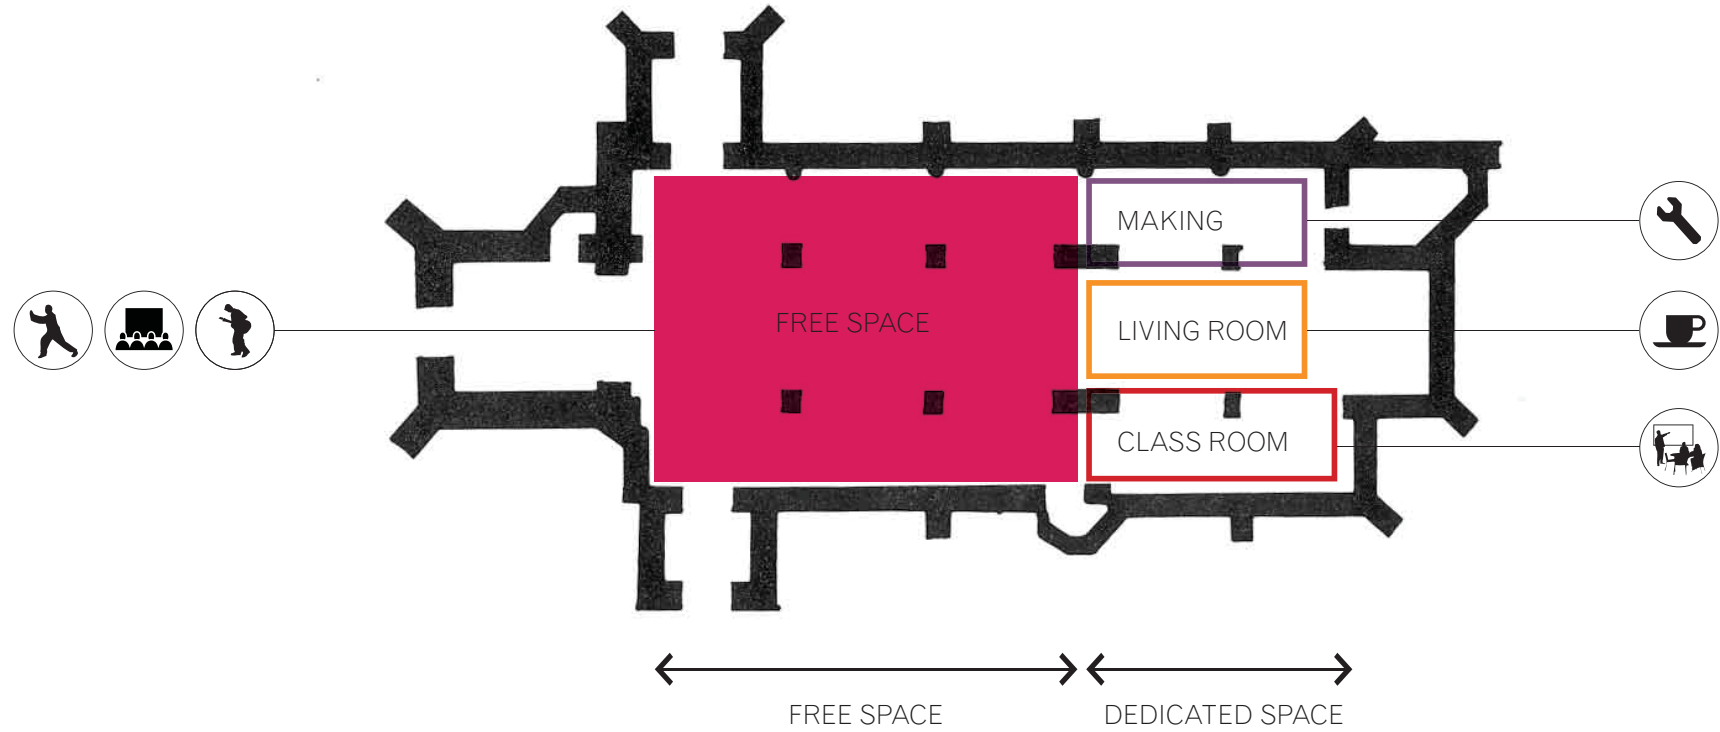 MAKING
FREE SPACE
LIVING ROOM
CLASS ROOM
FREE SPACE
DEDICATED SPACE